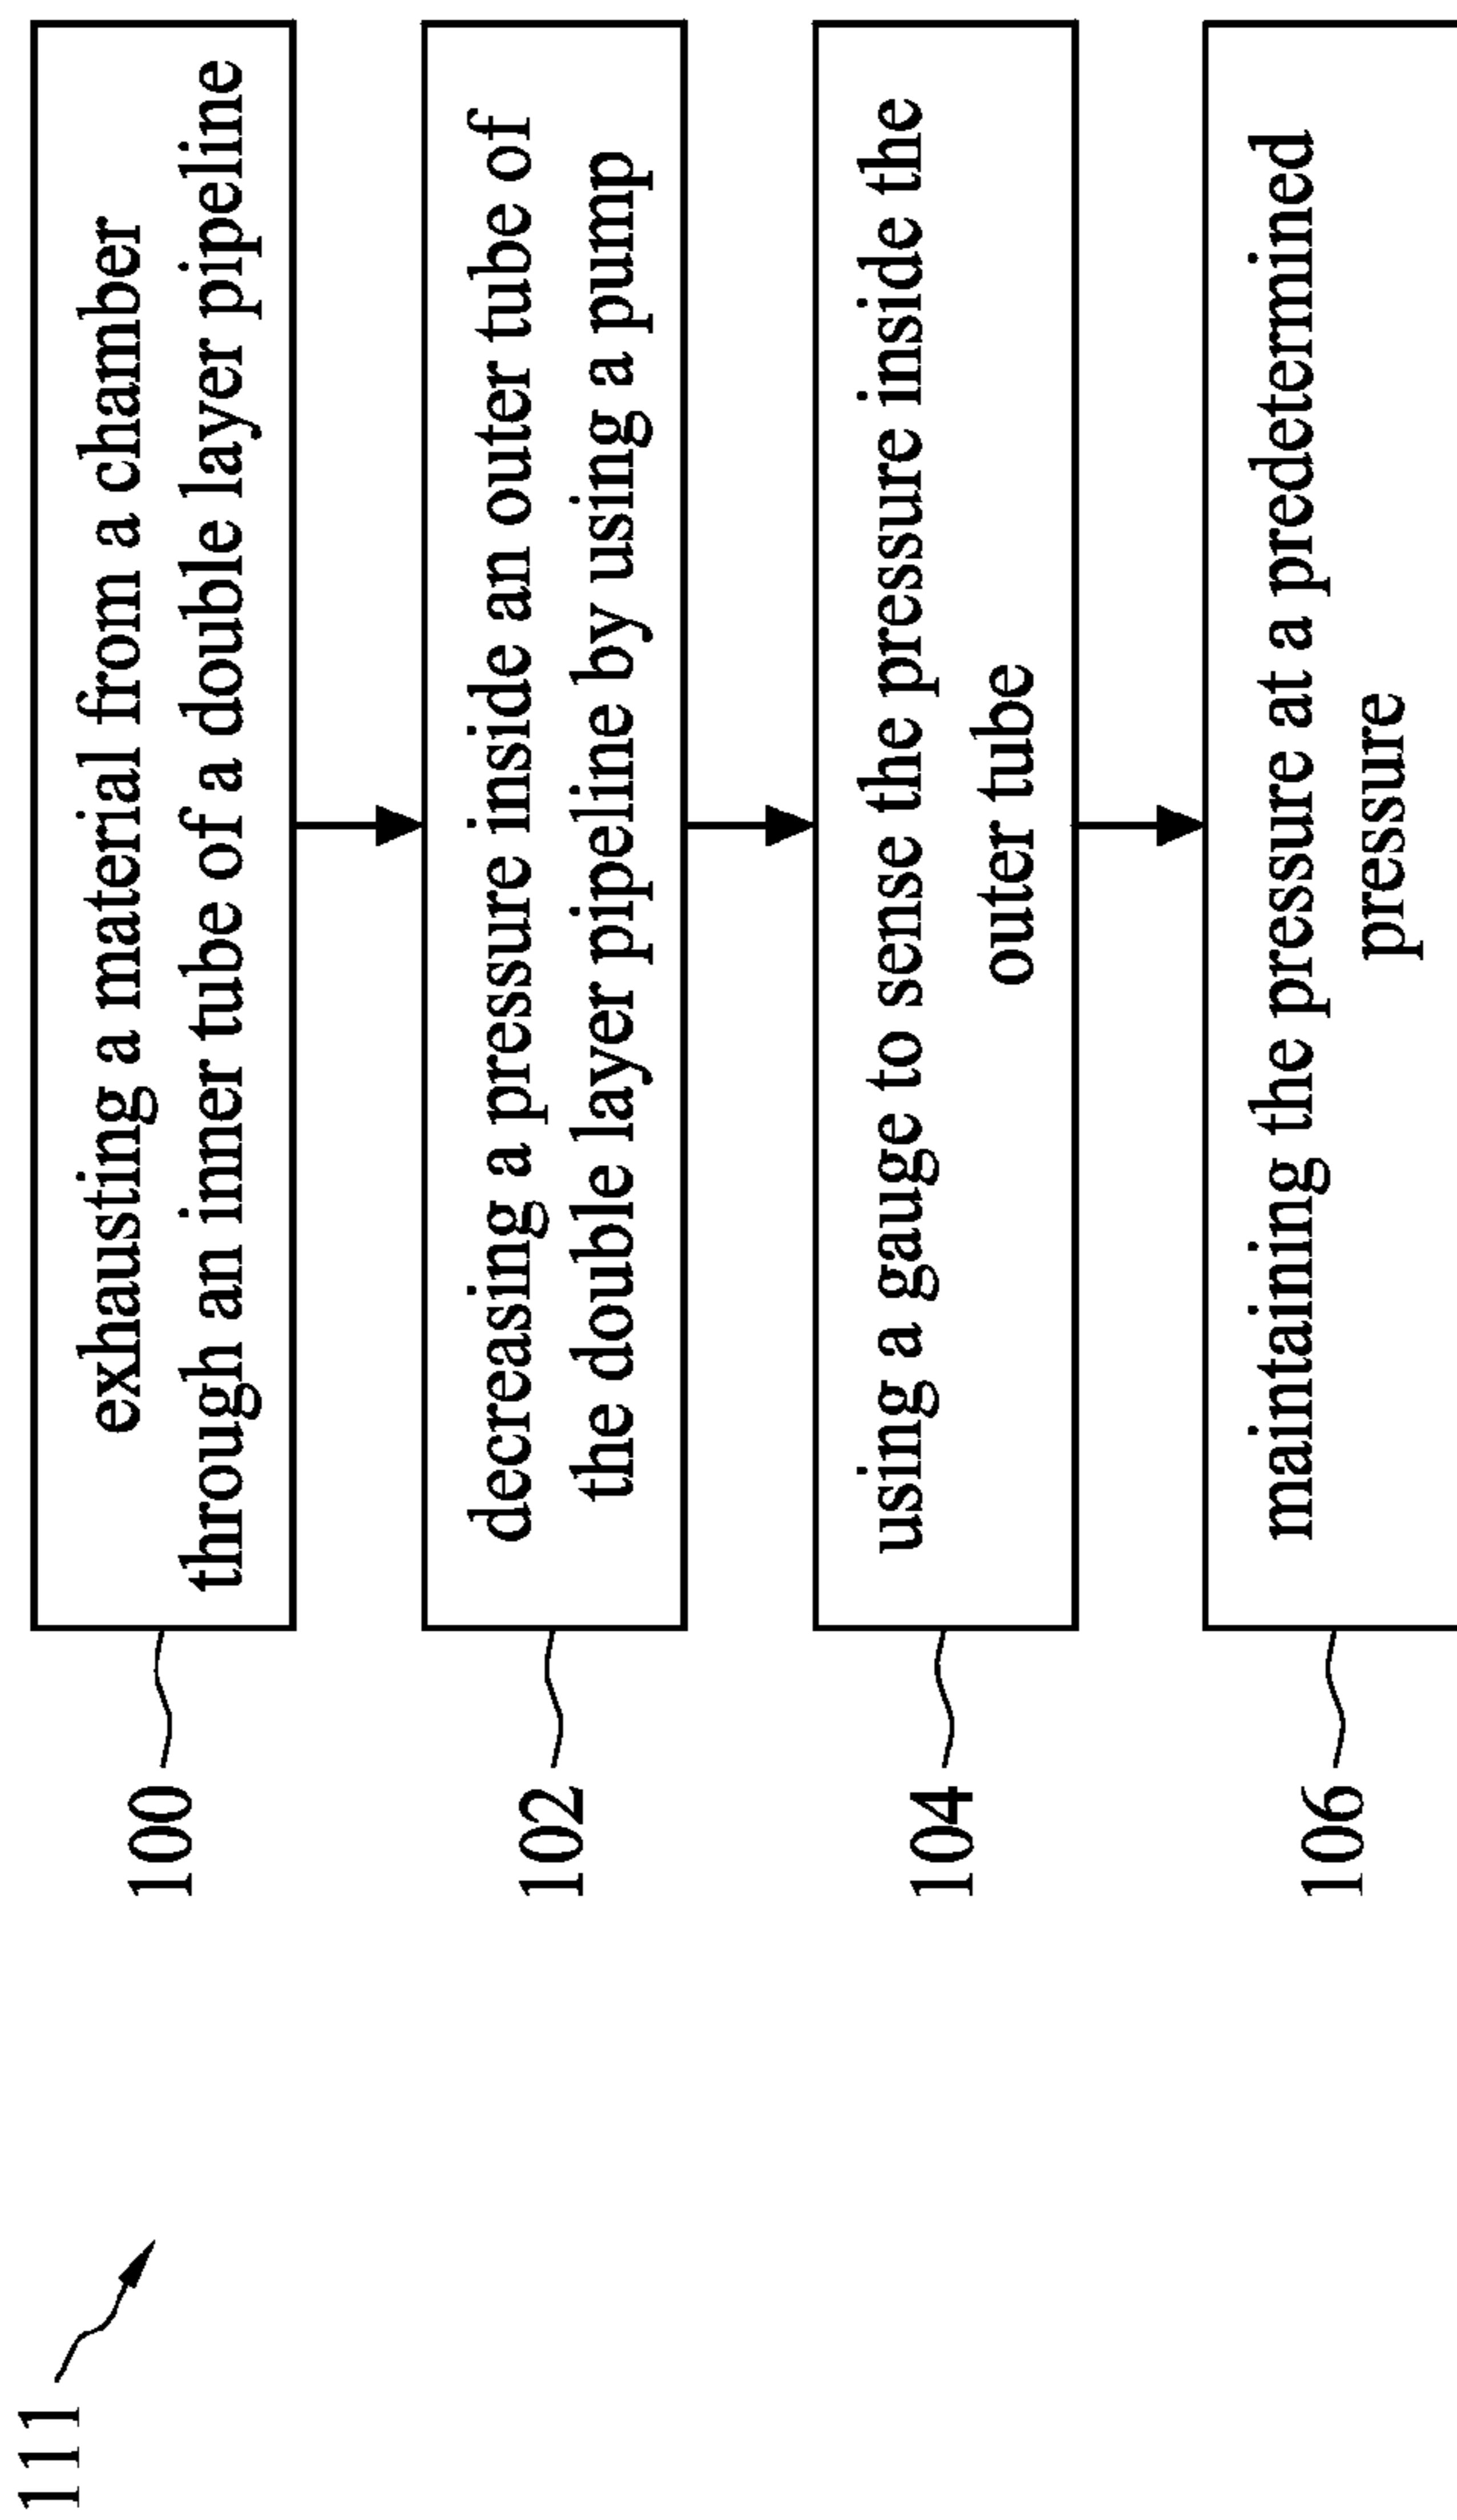 111
100
exhausting a material from a chamber
through an inner tube of a double layer pipeline
102
decreasing a pressure inside an outer tube of
the double layer pipeline by using a pump
104
using a gauge to sense the pressure inside the
outer tube
106
maintaining the pressure at a predetermined
pressure